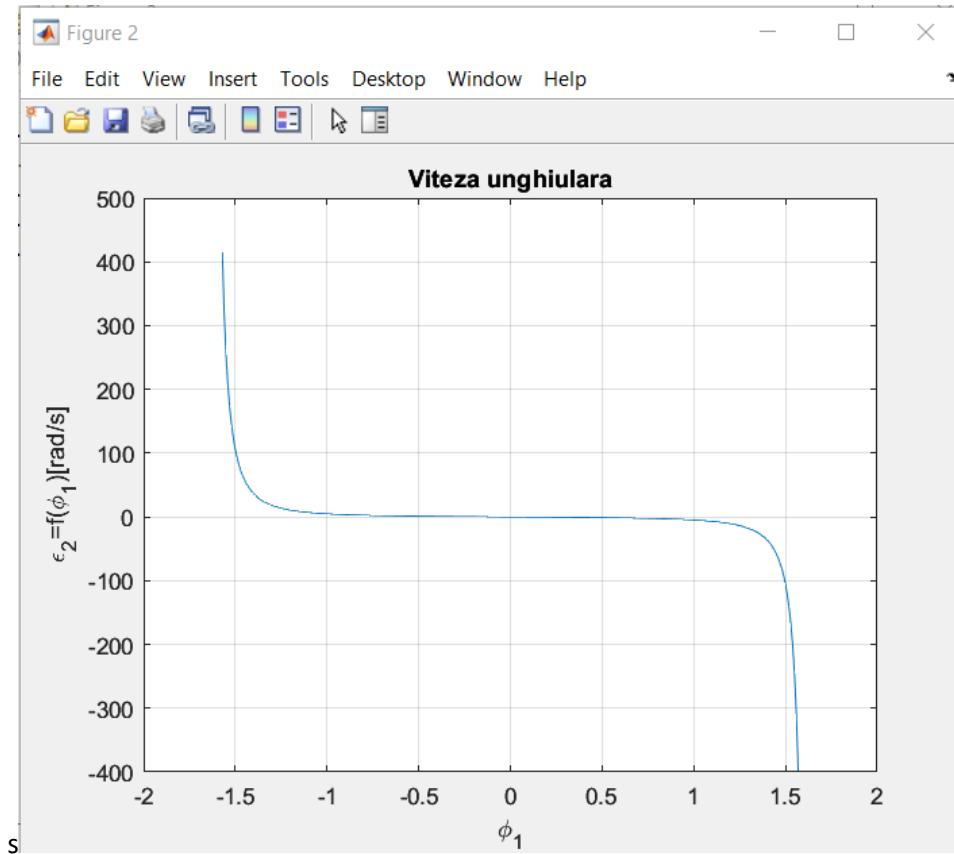 Figure 2
File Edit View Insert Tools Desktop Window Help
Viteza unghiulara
500
400
300
200
100
0
-100
-200
-300
-400
ϵ₂=f(ϕ₁)[rad/s]
-2 -1.5 -1 -0.5 0 0.5 1 1.5 2
ϕ₁
s